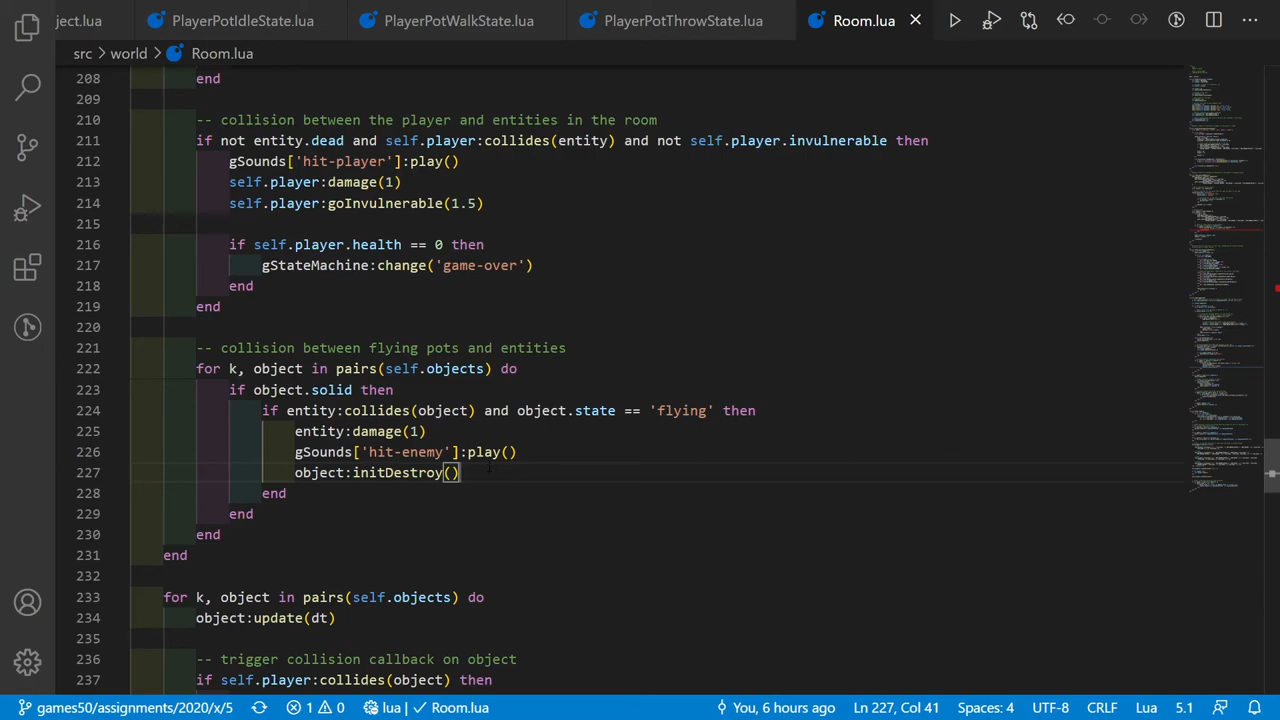 ject.lua PlayerPotIdleState.lua PlayerPotWalkState.lua PlayerPotThrowState.lua Room.lua
src > world > Room.lua
208 end
209
210 -- collision between the player and entities in the room
211 if not entity.dead and self.player:collides(entity) and not self.player.invulnerable then
212 gSounds['hit-player']:play()
213 self.player:damage(1)
214 self.player:goInvulnerable(1.5)
215
216 if self.player.health == 0 then
217 gStateMachine:change('game-over')
218 end
219 end
220
221 -- collision between flying pots and entities
222 for k, object in pairs(self.objects) do
223 if object.solid then
224 if entity:collides(object) and object.state == 'flying' then
225 entity:damage(1)
226 gSounds['hit-enemy']:play()
227 object:initDestroy()
228 end
229 end
230 end
231 end
232
233 for k, object in pairs(self.objects) do
234 object:update(dt)
235
236 -- trigger collision callback on object
237 if self.player:collides(object) then
games50/assignments/2020/x/5 1 0 lua | Room.lua You, 6 hours ago Ln 227, Col 41 Spaces: 4 UTF-8 CRLF Lua 5.1